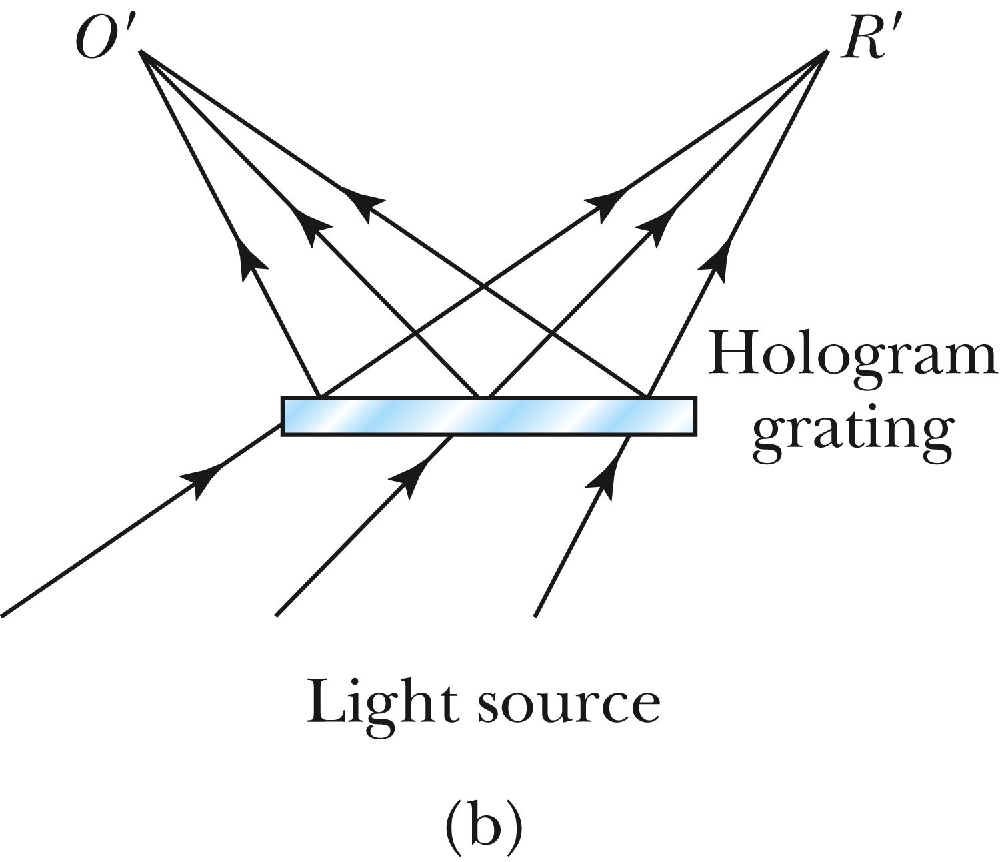 O′
R′
Hologram
grating
Light source
(b)